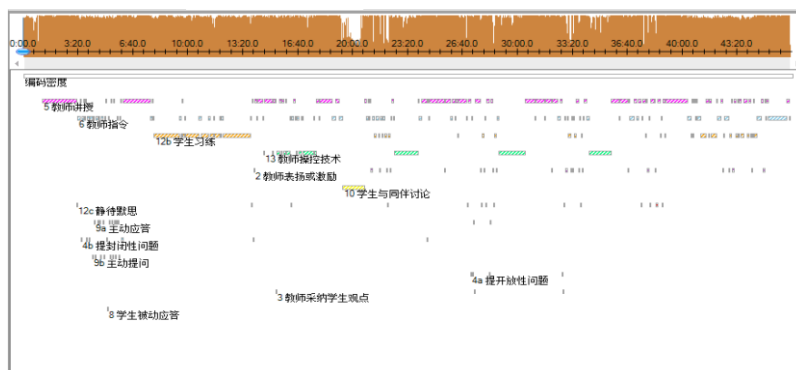 0:00.0 3:20.0 6:40.0 10:00.0 13:20.0 16:40.0 20:00.0 23:20.0 26:40.0 30:00.0 33:20.0 36:40.0 40:00.0 43:20.0
编码密度
5 教师讲授
6 教师指令
12b 学生习练
13 教师操控技术
2 教师表扬或激励
10 学生与同伴讨论
12c 静待默思
9a 主动应答
4b 提封闭性问题
9b 主动提问
4a 提开放性问题
3 教师采纳学生观点
8 学生被动应答